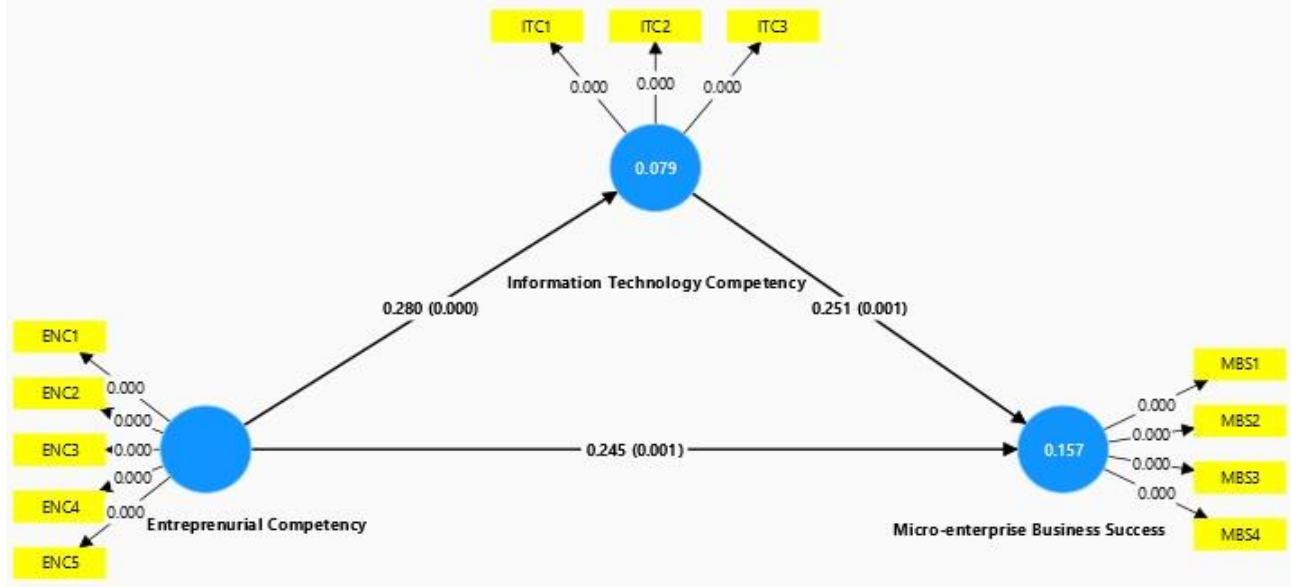 ITC1 ITC2 ITC3
0.000 0.000 0.000
0.079
Information Technology Competency
0.280 (0.000) 0.251 (0.001)
ENC1
0.000
ENC2
0.000
ENC3
0.000
ENC4
0.000
ENC5
0.000
Entreprenurial Competency
0.245 (0.001)
0.157
Micro-enterprise Business Success
MBS1
0.000
MBS2
0.000
MBS3
0.000
MBS4
0.000